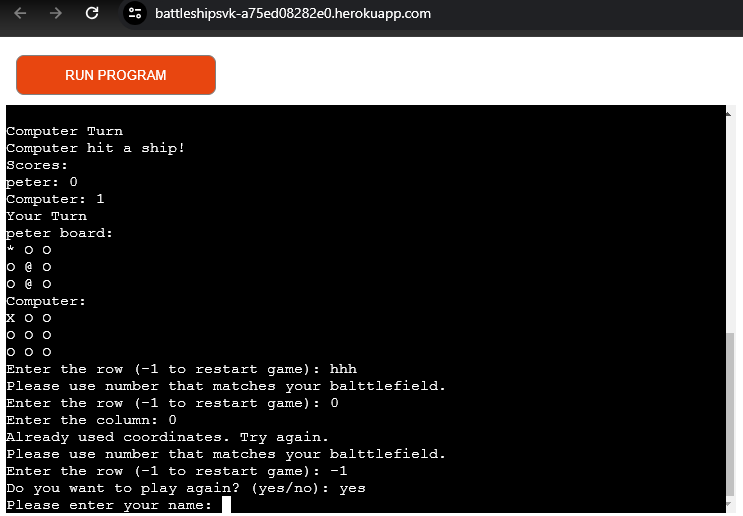 battleshipsvk-a75ed08282e0.herokuapp.com
RUN PROGRAM
Computer Turn
Computer hit a ship!
Scores:
peter: 0
Computer: 1
Your Turn
peter board:
* O O
O @ O
O @ O
Computer:
X O O
O O O
O O O
Enter the row (-1 to restart game): hhh
Please use number that matches your balttlefield.
Enter the row (-1 to restart game): 0
Enter the column: 0
Already used coordinates. Try again.
Please use number that matches your balttlefield.
Enter the row (-1 to restart game): -1
Do you want to play again? (yes/no): yes
Please enter your name: